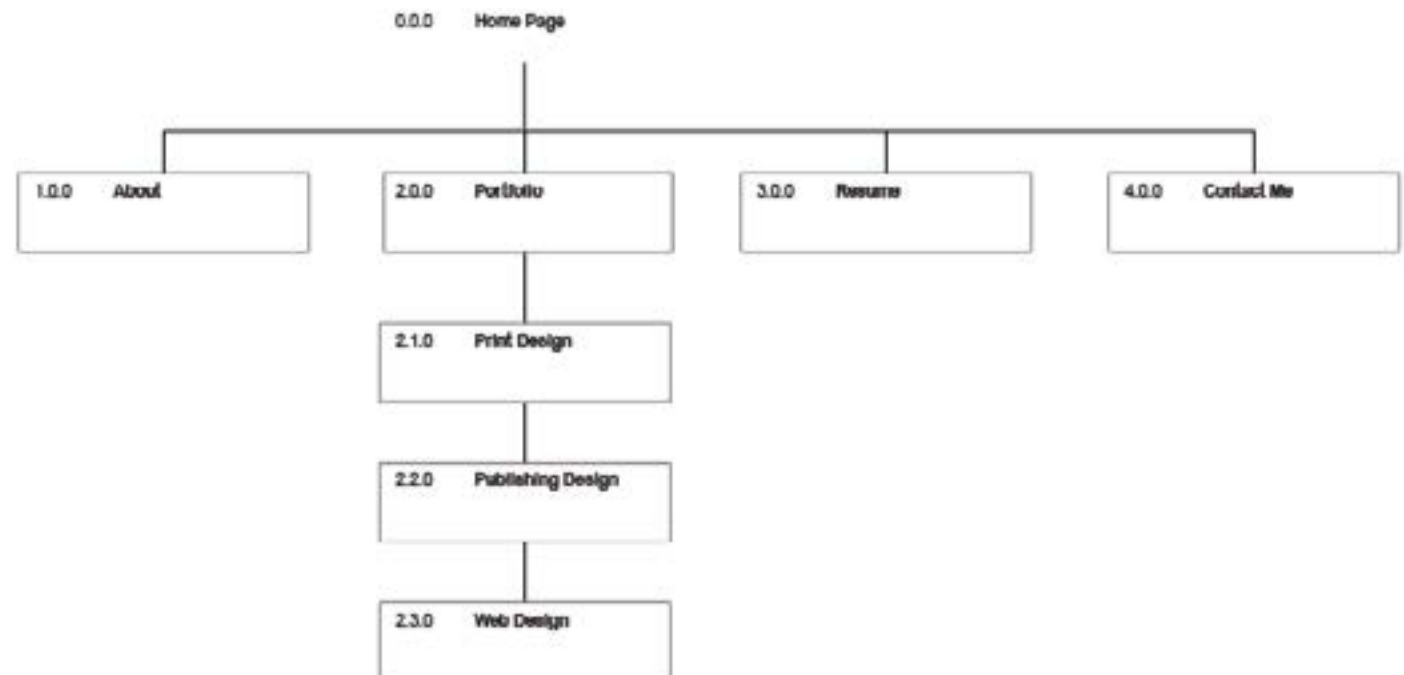 0.0.0 Home Page
1.0.0 About
2.0.0 Portfolio
3.0.0 Resume
4.0.0 Contact Me
2.1.0 Print Design
2.2.0 Publishing Design
2.3.0 Web Design